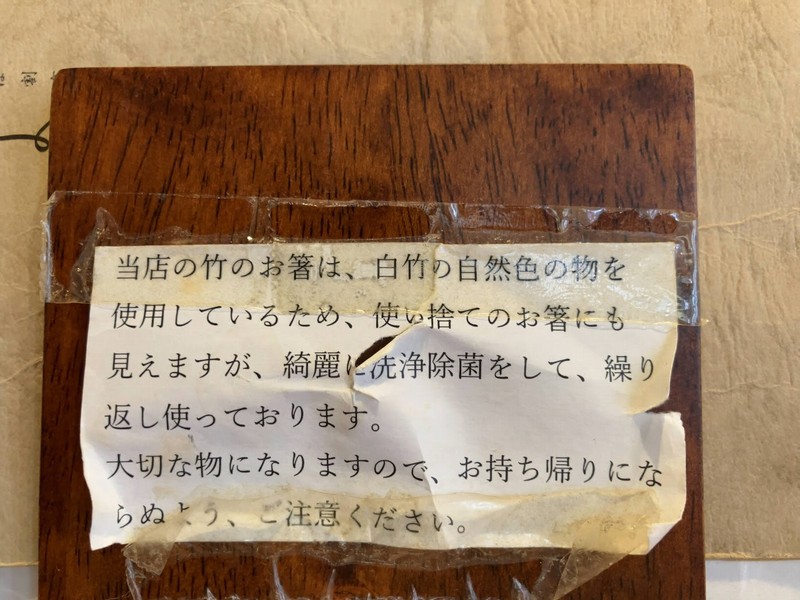 当店の竹のお箸は、白竹の自然色の物を
使用しているため、使い捨てのお箸にも
見えますが、綺麗に洗浄除菌をして、繰り
返し使っております。
大切な物になりますので、お持ち帰りにな
らぬよう、ご注意ください。